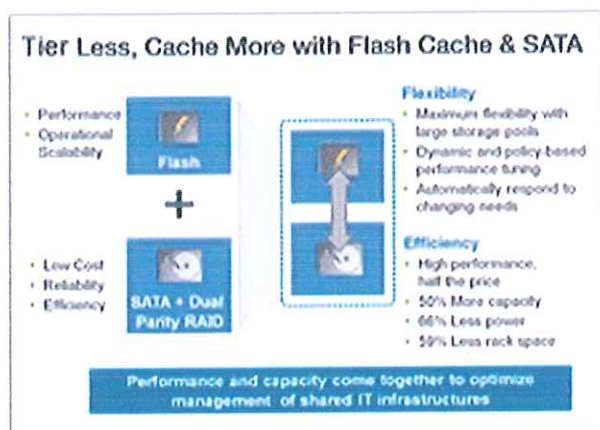 Tier Less, Cache More with Flash Cache & SATA
• Performance
• Operational
Scalability
Flash
+
• Low Cost
• Reliability
• Efficiency
SATA + Dual
Parity RAID
Flexibility
• Maximum flexibility with
large storage pools
• Dynamic and policy-based
performance tuning
• Automatically respond to
changing needs
Efficiency
• High performance,
half the price
• 50% More capacity
• 66% Less power
• 59% Less rack space
Performance and capacity come together to optimize
management of shared IT infrastructures